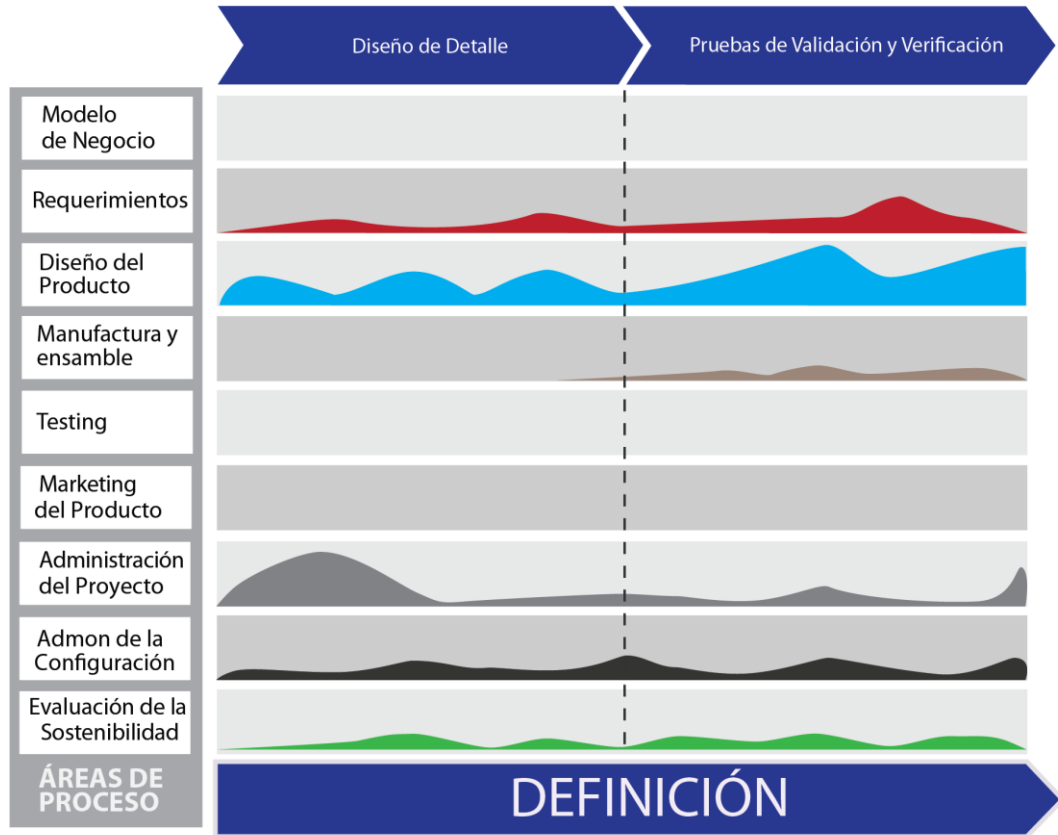 Diseño de Detalle
Pruebas de Validación y Verificación
Modelo
de Negocio
Requerimientos
Diseño del
Producto
Manufactura y
ensamble
Testing
Marketing
del Producto
Administración
del Proyecto
Admon de la
Configuración
Evaluación de la
Sostenibilidad
ÁREAS DE
PROCESO
DEFINICIÓN